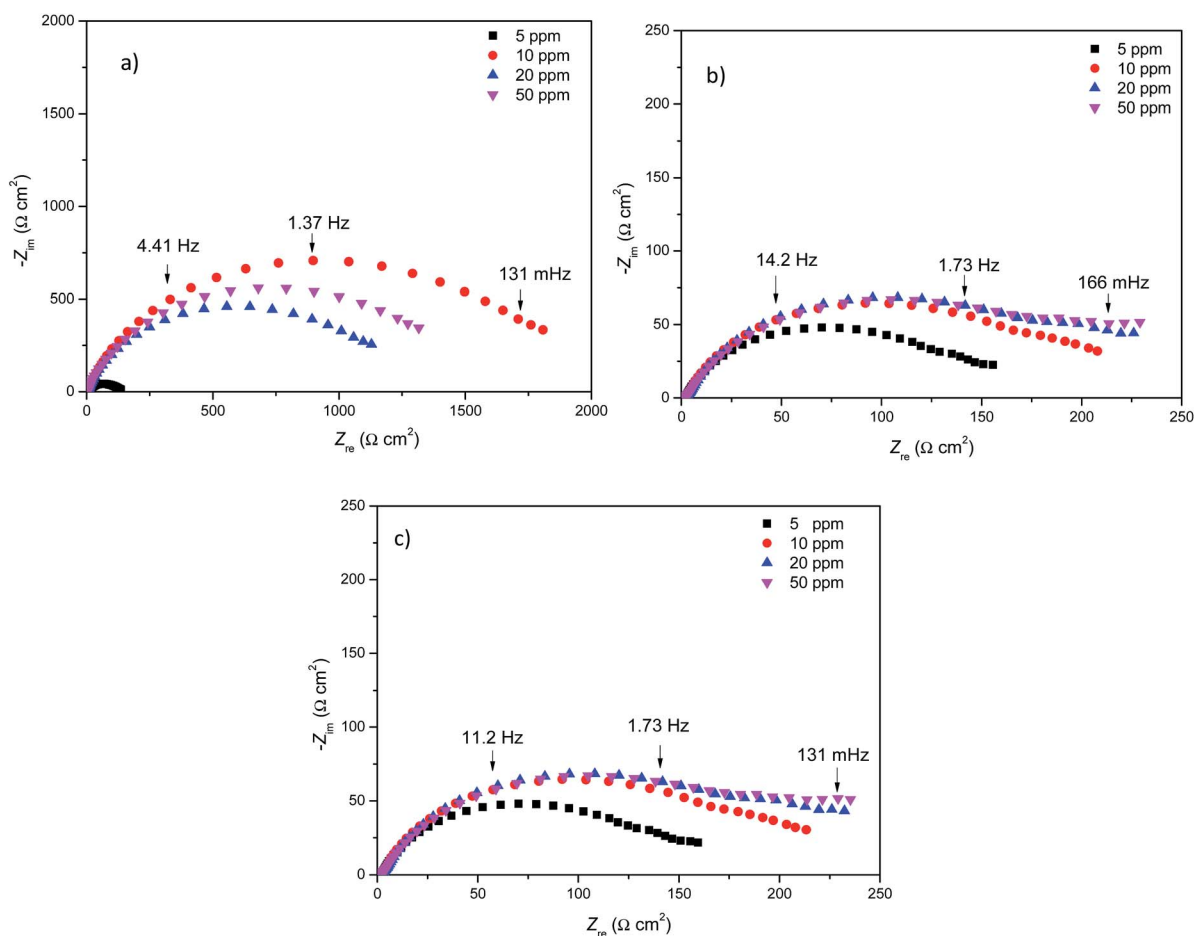 a)
5 ppm
10 ppm
20 ppm
50 ppm
2000
1500
1000
500
0
4.41 Hz
1.37 Hz
131 mHz
-Zim (Ω cm²)
0
500
1000
1500
2000
Zre (Ω cm²)
b)
5 ppm
10 ppm
20 ppm
50 ppm
250
200
150
100
50
0
14.2 Hz
1.73 Hz
166 mHz
-Zim (Ω cm²)
0
50
100
150
200
250
Zre (Ω cm²)
c)
5 ppm
10 ppm
20 ppm
50 ppm
250
200
150
100
50
0
11.2 Hz
1.73 Hz
131 mHz
-Zim (Ω cm²)
0
50
100
150
200
250
Zre (Ω cm²)